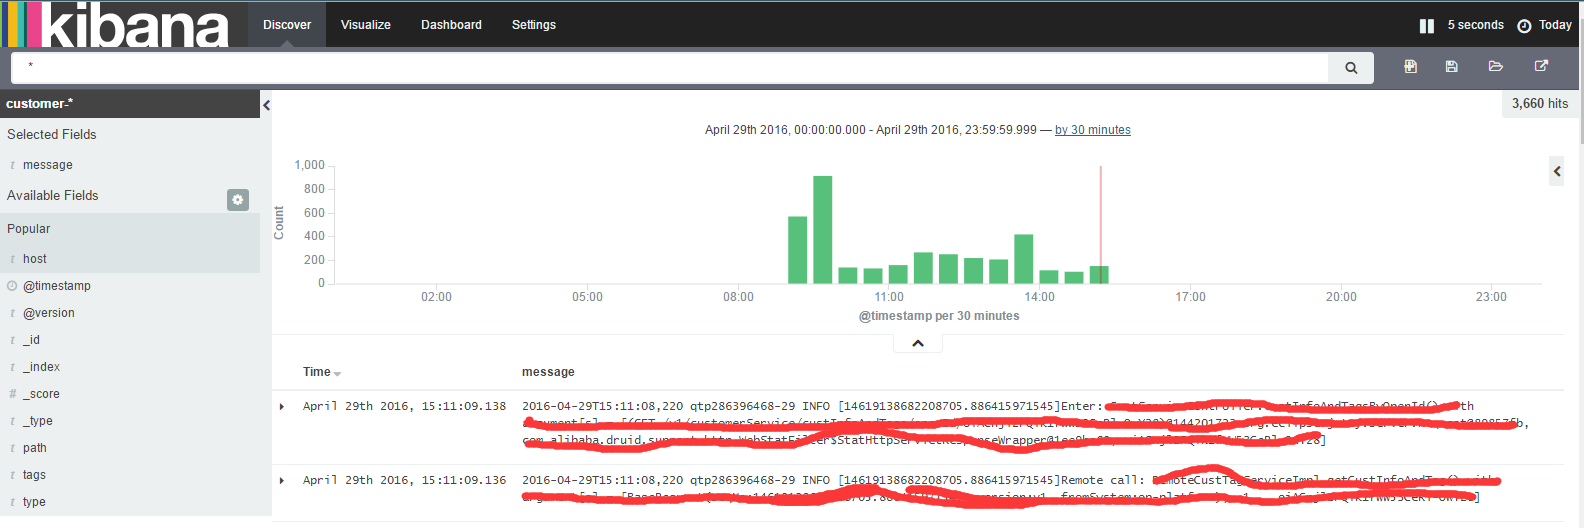 kibana Discover Visualize Dashboard Settings 5 seconds Today
*
customer-*
3,660 hits
Selected Fields
April 29th 2016, 00:00:00.000 - April 29th 2016, 23:59:59.999 — by 30 minutes
t message
Available Fields
Popular
t host
@timestamp
t @version
t _id
t _index
# _score
t _type
t path
t tags
t type
Count
1,000
800
600
400
200
0
02:00 05:00 08:00 11:00 14:00 17:00 20:00 23:00
@timestamp per 30 minutes
Time message
April 29th 2016, 15:11:09.138 2016-04-29T15:11:08,220 qtp286396468-29 INFO [14619138682208705.886415971545]Enter:
com.alibaba.druid.
April 29th 2016, 15:11:09.136 2016-04-29T15:11:08,220 qtp286396468-29 INFO [14619138682208705.886415971545]Remote call: